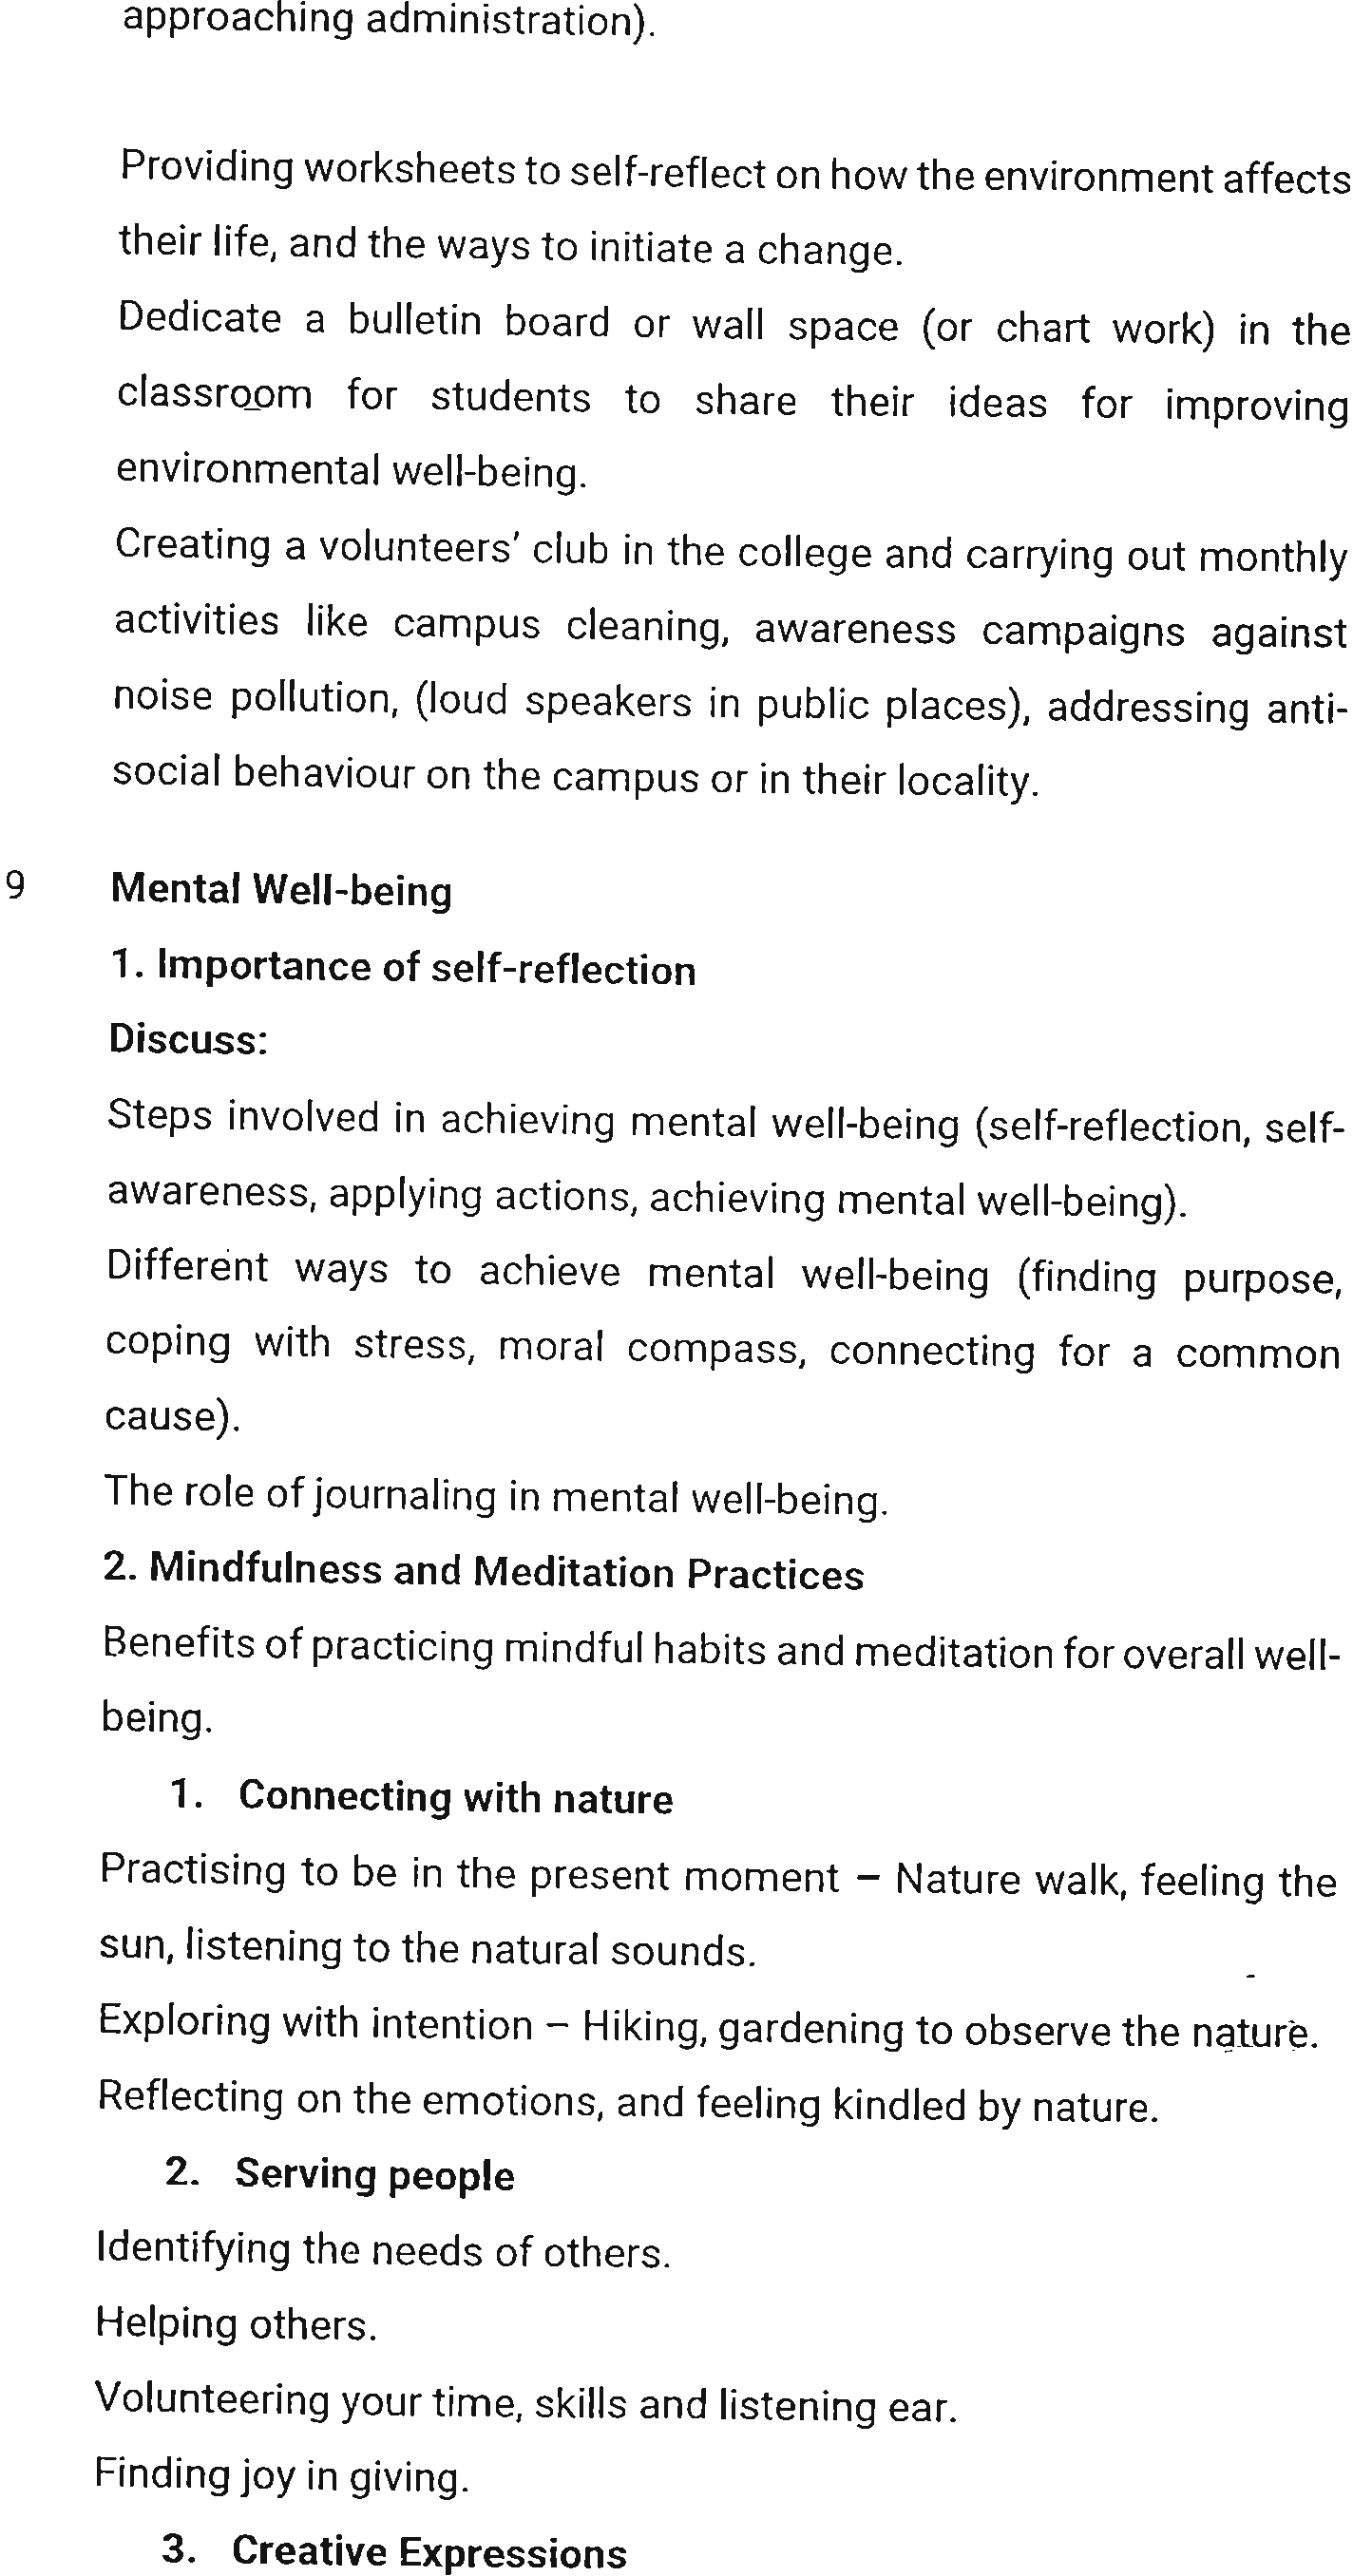 approaching administration).
Providing worksheets to self-reflect on how the environment affects
their life, and the ways to initiate a change.
Dedicate a bulletin board or wall space (or chart work) in the
classroom for students to share their ideas for improving
environmental well-being.
Creating a volunteers' club in the college and carrying out monthly
activities like campus cleaning, awareness campaigns against
noise pollution, (loud speakers in public places), addressing anti-
social behaviour on the campus or in their locality.
9 Mental Well-being
1. Importance of self-reflection
Discuss:
Steps involved in achieving mental well-being (self-reflection, self-
awareness, applying actions, achieving mental well-being).
Different ways to achieve mental well-being (finding purpose,
coping with stress, moral compass, connecting for a common
cause).
The role of journaling in mental well-being.
2. Mindfulness and Meditation Practices
Benefits of practicing mindful habits and meditation for overall well-
being.
1. Connecting with nature
Practising to be in the present moment – Nature walk, feeling the
sun, listening to the natural sounds.
Exploring with intention – Hiking, gardening to observe the nature.
Reflecting on the emotions, and feeling kindled by nature.
2. Serving people
Identifying the needs of others.
Helping others.
Volunteering your time, skills and listening ear.
Finding joy in giving.
3. Creative Expressions